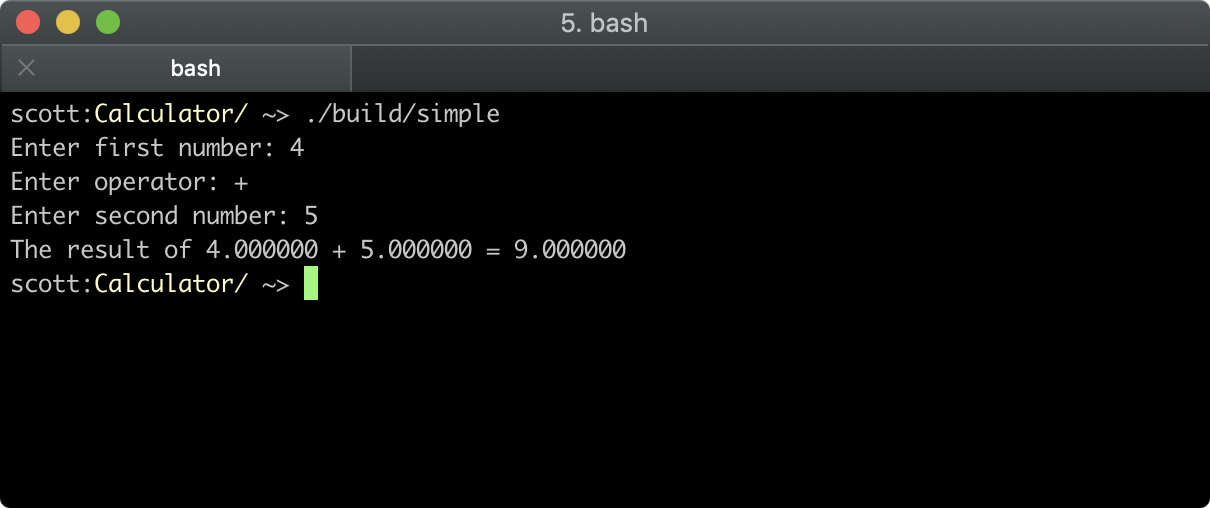 5. bash
bash
scott:Calculator/ ~> ./build/simple
Enter first number: 4
Enter operator: +
Enter second number: 5
The result of 4.000000 + 5.000000 = 9.000000
scott:Calculator/ ~>